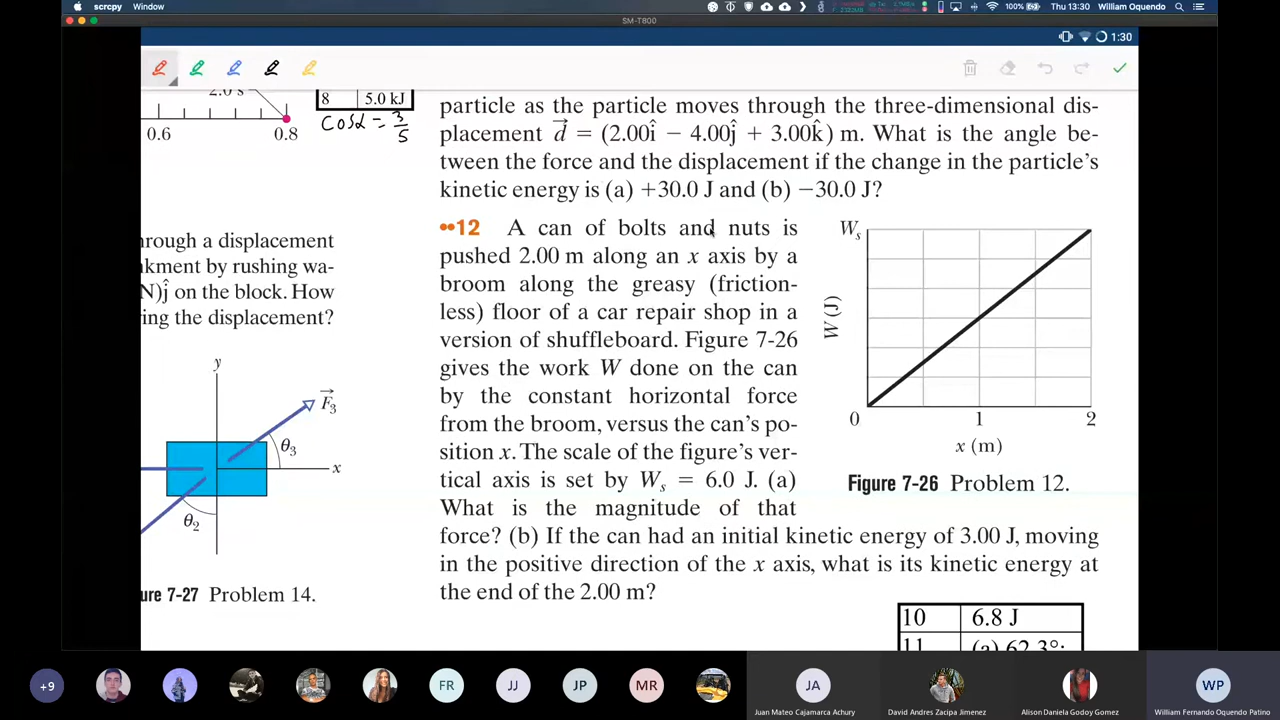 scrcpy Window
100% Thu 13:30 William Oquendo
SM-T800
1:30
2.0 s
8 5.0 kJ
0.6 0.8
cosα = 3/5
particle as the particle moves through the three-dimensional dis-
placement d⃗ = (2.00î − 4.00ĵ + 3.00k̂) m. What is the angle be-
tween the force and the displacement if the change in the particle's
kinetic energy is (a) +30.0 J and (b) −30.0 J?
hrough a displacement
nkment by rushing wa-
N)ĵ on the block. How
ing the displacement?
y
F⃗3
θ3
x
θ2
ure 7-27 Problem 14.
••12 A can of bolts and nuts is
pushed 2.00 m along an x axis by a
broom along the greasy (friction-
less) floor of a car repair shop in a
version of shuffleboard. Figure 7-26
gives the work W done on the can
by the constant horizontal force
from the broom, versus the can's po-
sition x. The scale of the figure's ver-
tical axis is set by Ws = 6.0 J. (a)
What is the magnitude of that
force? (b) If the can had an initial kinetic energy of 3.00 J, moving
in the positive direction of the x axis, what is its kinetic energy at
the end of the 2.00 m?
Ws
W (J)
0 1 2
x (m)
Figure 7-26 Problem 12.
10 6.8 J
11 (a) 62.3°;
+9 FR JJ JP MR JA WP
Juan Mateo Cajamarca Achury David Andres Zacipa Jimenez Alison Daniela Godoy Gomez William Fernando Oquendo Patino